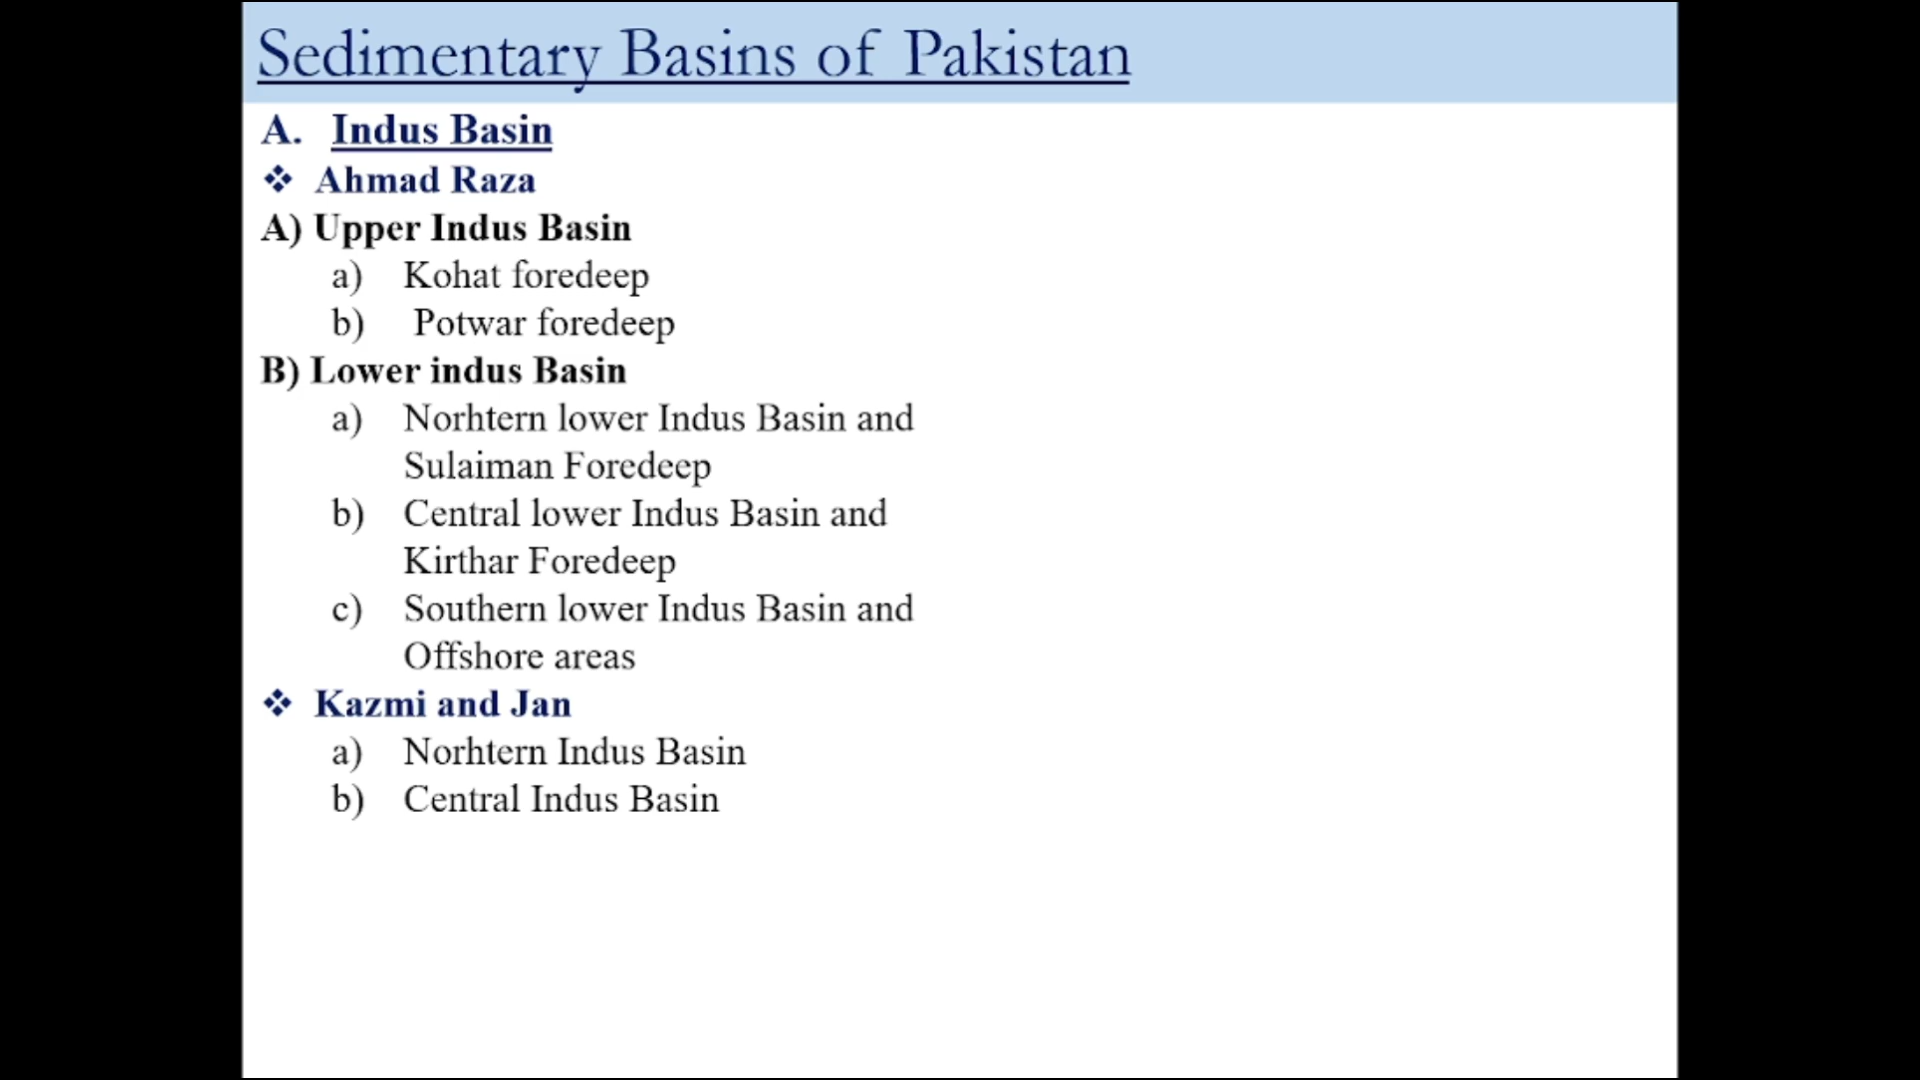 Sedimentary Basins of Pakistan
A. Indus Basin
❖ Ahmad Raza
A) Upper Indus Basin
a) Kohat foredeep
b) Potwar foredeep
B) Lower indus Basin
a) Norhtern lower Indus Basin and
Sulaiman Foredeep
b) Central lower Indus Basin and
Kirthar Foredeep
c) Southern lower Indus Basin and
Offshore areas
❖ Kazmi and Jan
a) Norhtern Indus Basin
b) Central Indus Basin